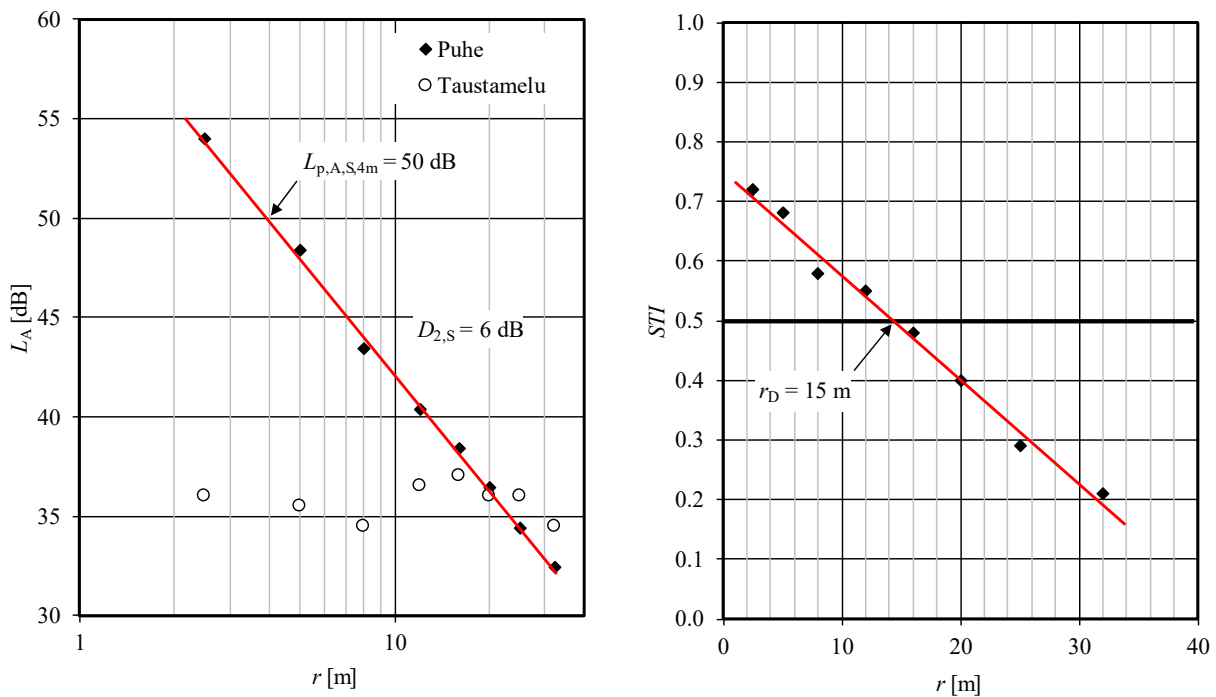 60
55
50
45
40
35
30
L_A [dB]
Puhe
Taustamelu
L_p,A,S,4m = 50 dB
D_2,S = 6 dB
1
10
r [m]
1.0
0.9
0.8
0.7
0.6
0.5
0.4
0.3
0.2
0.1
0.0
STI
r_D = 15 m
0
10
20
30
40
r [m]